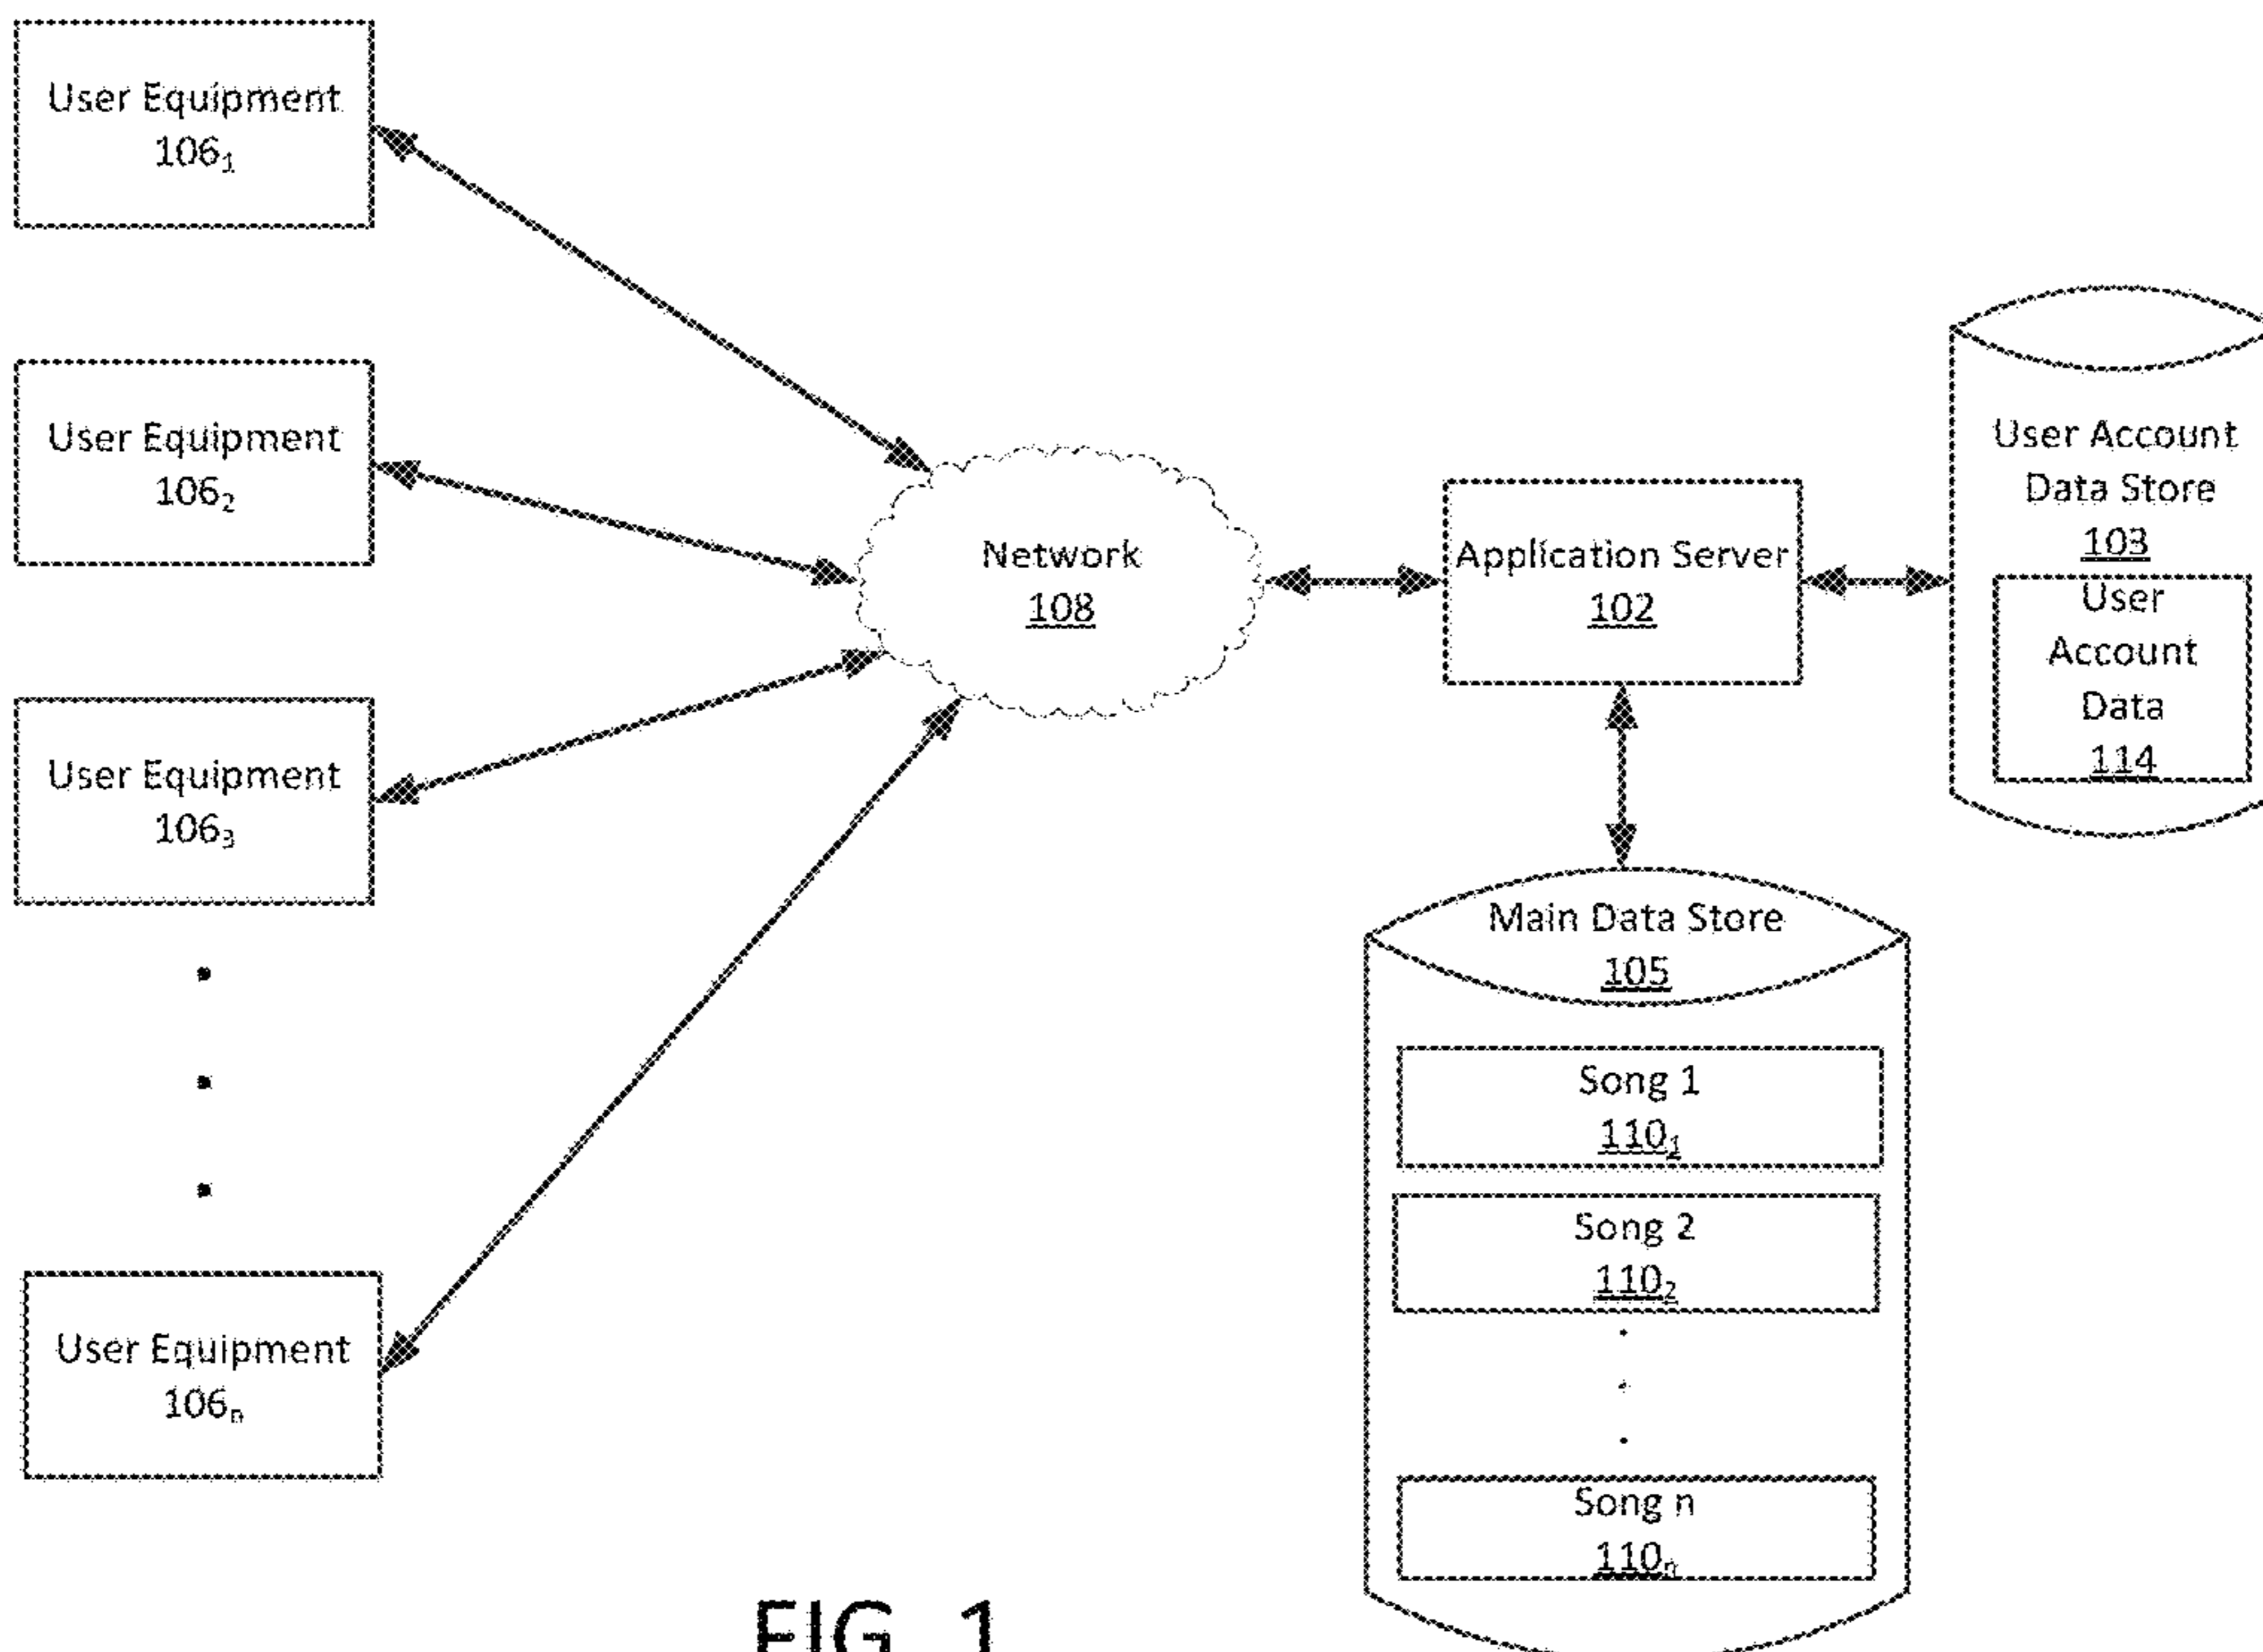 User Equipment
106₁
User Equipment
106₂
User Equipment
106₃
User Equipment
106ₙ
Network
108
Application Server
102
User Account
Data Store
103
User
Account
Data
114
Main Data Store
105
Song 1
110₁
Song 2
110₂
Song n
110ₙ
FIG. 1